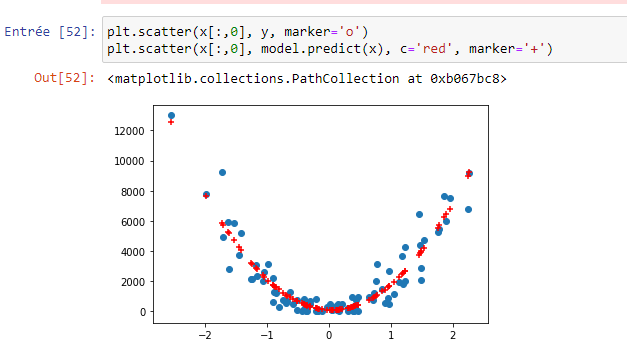 Entrée [52]: plt.scatter(x[:,0], y, marker='o')
plt.scatter(x[:,0], model.predict(x), c='red', marker='+')
Out[52]: <matplotlib.collections.PathCollection at 0xb067bc8>
12000
10000
8000
6000
4000
2000
0
−2 −1 0 1 2